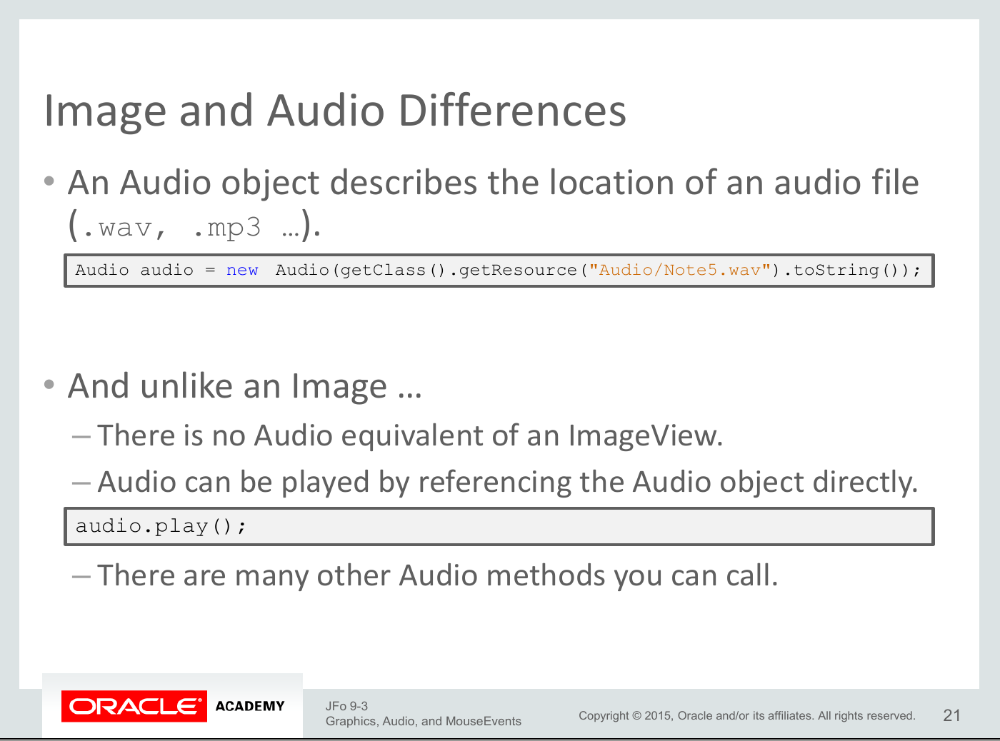 Image and Audio Differences
• An Audio object describes the location of an audio file
(.wav, .mp3 …).
Audio audio = new Audio(getClass().getResource("Audio/Note5.wav").toString());
• And unlike an Image …
– There is no Audio equivalent of an ImageView.
– Audio can be played by referencing the Audio object directly.
audio.play();
– There are many other Audio methods you can call.
ORACLE® ACADEMY
JFo 9-3
Graphics, Audio, and MouseEvents
Copyright © 2015, Oracle and/or its affiliates. All rights reserved.
21